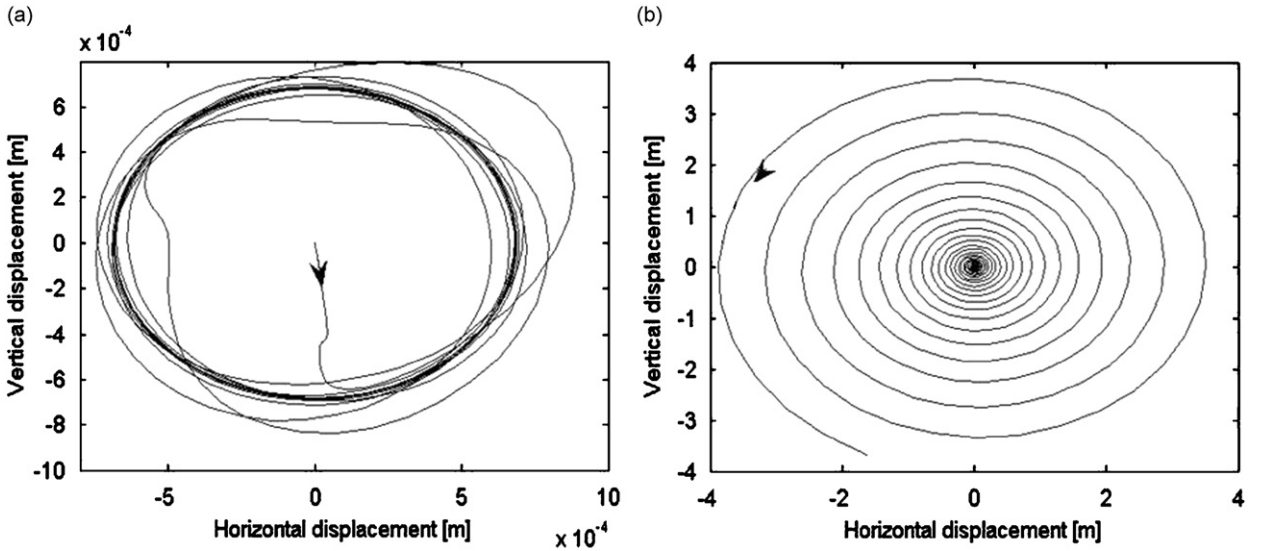 (a)
x 10⁻⁴
6
4
2
0
-2
-4
-6
-8
-10
-5 0 5 10
Vertical displacement [m]
Horizontal displacement [m]
x 10⁻⁴
(b)
4
3
2
1
0
-1
-2
-3
-4
-4 -2 0 2 4
Vertical displacement [m]
Horizontal displacement [m]